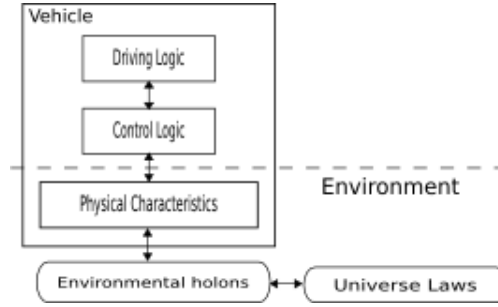 Vehicle
Driving Logic
Control Logic
Environment
Physical Characteristics
Environmental holons
Universe Laws